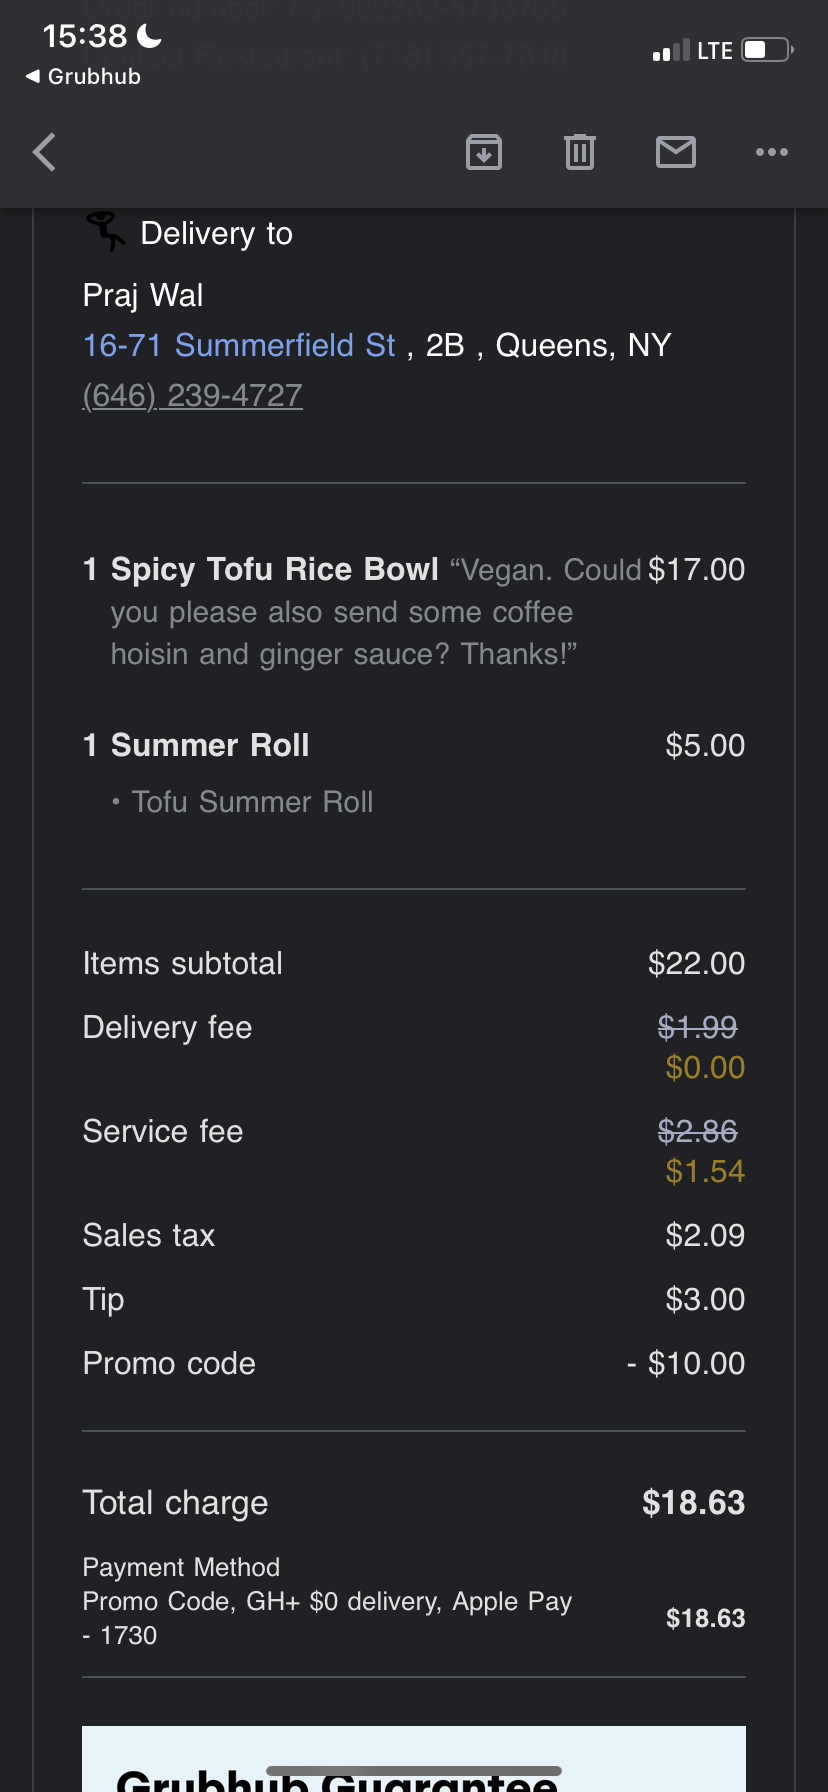 Order number: #64922382-5733765
15:38
LTE
Contact Restaurant: (718) 387-7848
Grubhub
Delivery to
Praj Wal
16-71 Summerfield St , 2B , Queens, NY
(646) 239-4727
1 Spicy Tofu Rice Bowl “Vegan. Could $17.00
you please also send some coffee
hoisin and ginger sauce? Thanks!”
1 Summer Roll $5.00
• Tofu Summer Roll
Items subtotal $22.00
Delivery fee $1.99
$0.00
Service fee $2.86
$1.54
Sales tax $2.09
Tip $3.00
Promo code - $10.00
Total charge $18.63
Payment Method
Promo Code, GH+ $0 delivery, Apple Pay
- 1730 $18.63
Grubhub Guarantee